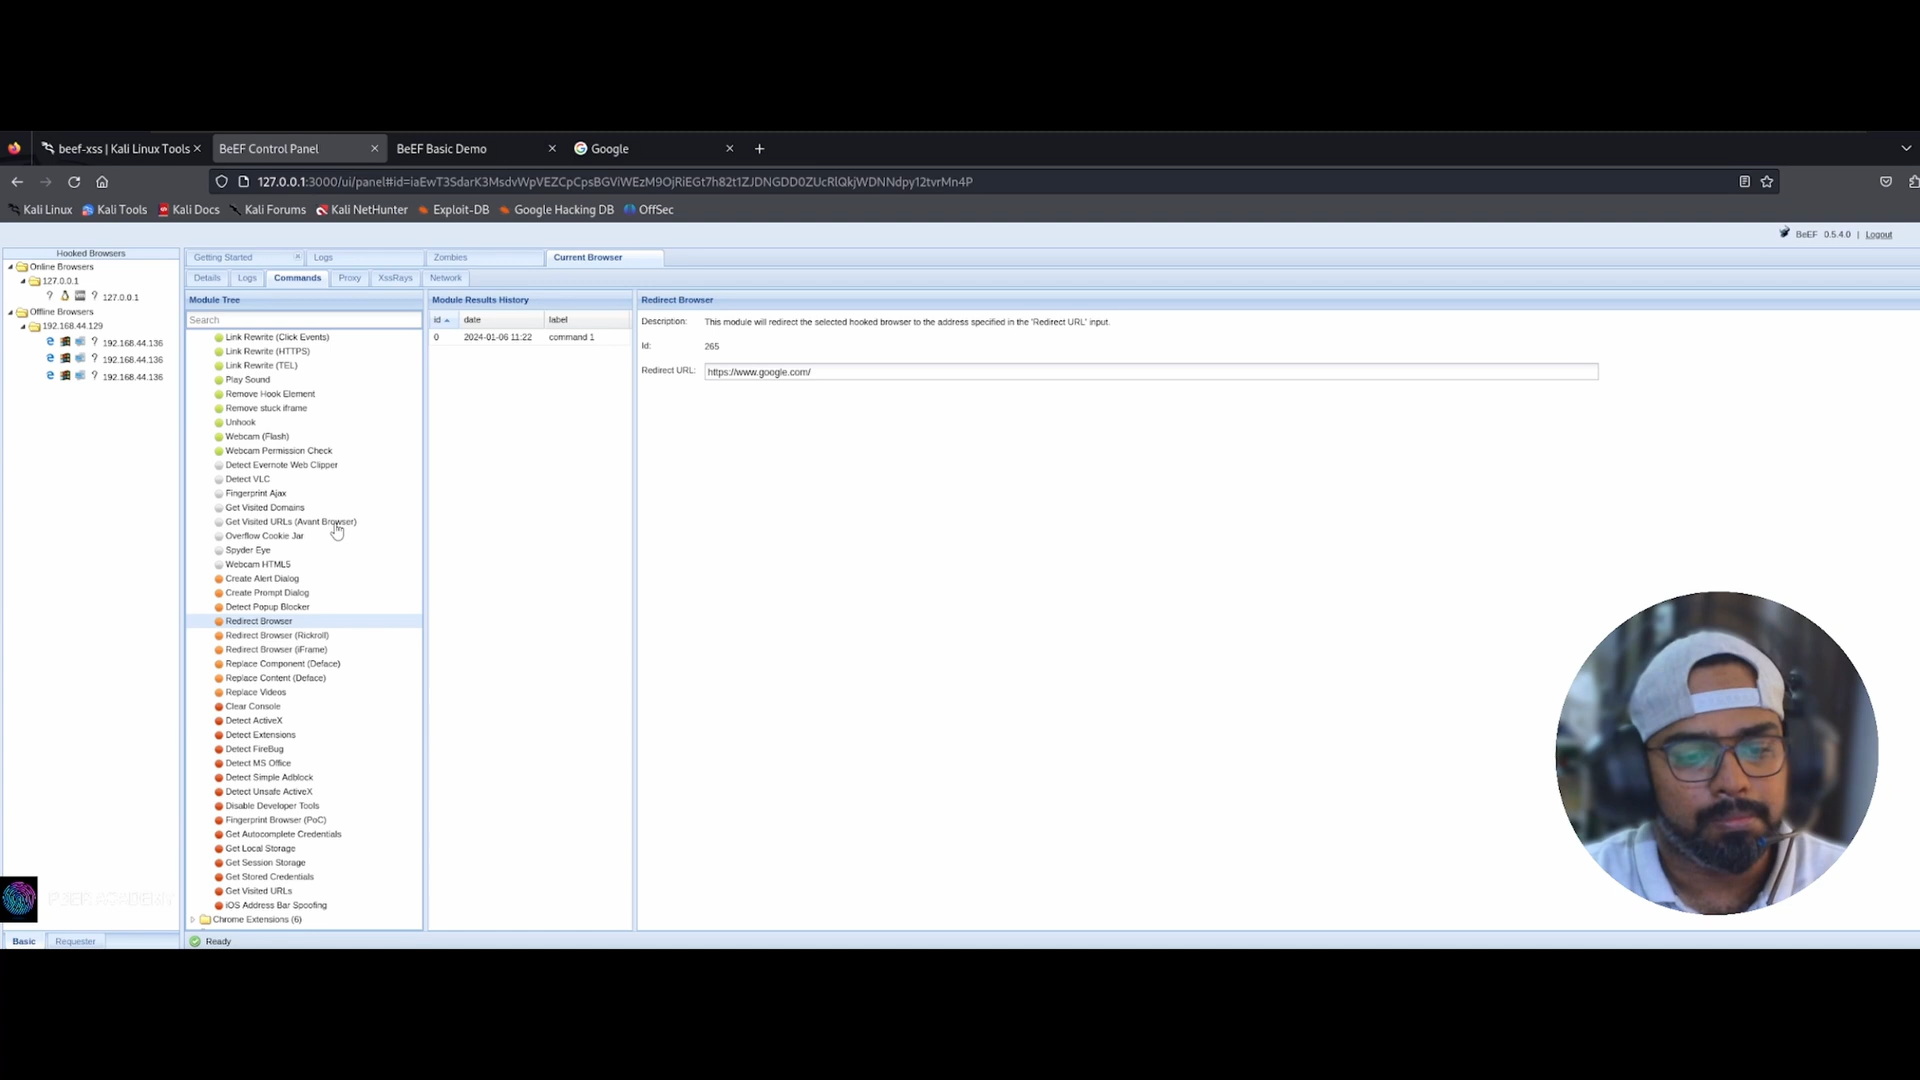 beef-xss | Kali Linux Tools
BeEF Control Panel
BeEF Basic Demo
Google
127.0.0.1:3000/ui/panel#id=iaEwT3SdarK3MsdvWpVEZCpCpsBGViWEzM9OjRiEGt7h82t1ZJDNGDD0ZUcRlQkjWDNNdpy12tvrMn4P
Kali Linux
Kali Tools
Kali Docs
Kali Forums
Kali NetHunter
Exploit-DB
Google Hacking DB
OffSec
BeEF 0.5.4.0 | Logout
Hooked Browsers
Online Browsers
127.0.0.1
? ? 127.0.0.1
Offline Browsers
192.168.44.129
? 192.168.44.136
? 192.168.44.136
? 192.168.44.136
Basic
Requester
Getting Started
Logs
Zombies
Current Browser
Details
Logs
Commands
Proxy
XssRays
Network
Module Tree
Search
Link Rewrite (Click Events)
Link Rewrite (HTTPS)
Link Rewrite (TEL)
Play Sound
Remove Hook Element
Remove stuck iframe
Unhook
Webcam (Flash)
Webcam Permission Check
Detect Evernote Web Clipper
Detect VLC
Fingerprint Ajax
Get Visited Domains
Get Visited URLs (Avant Browser)
Overflow Cookie Jar
Spyder Eye
Webcam HTML5
Create Alert Dialog
Create Prompt Dialog
Detect Popup Blocker
Redirect Browser
Redirect Browser (Rickroll)
Redirect Browser (iFrame)
Replace Component (Deface)
Replace Content (Deface)
Replace Videos
Clear Console
Detect ActiveX
Detect Extensions
Detect FireBug
Detect MS Office
Detect Simple Adblock
Detect Unsafe ActiveX
Disable Developer Tools
Fingerprint Browser (PoC)
Get Autocomplete Credentials
Get Local Storage
Get Session Storage
Get Stored Credentials
Get Visited URLs
iOS Address Bar Spoofing
Chrome Extensions (6)
Ready
Module Results History
id date label
0 2024-01-06 11:22 command 1
Redirect Browser
Description: This module will redirect the selected hooked browser to the address specified in the 'Redirect URL' input.
Id: 265
Redirect URL: https://www.google.com/